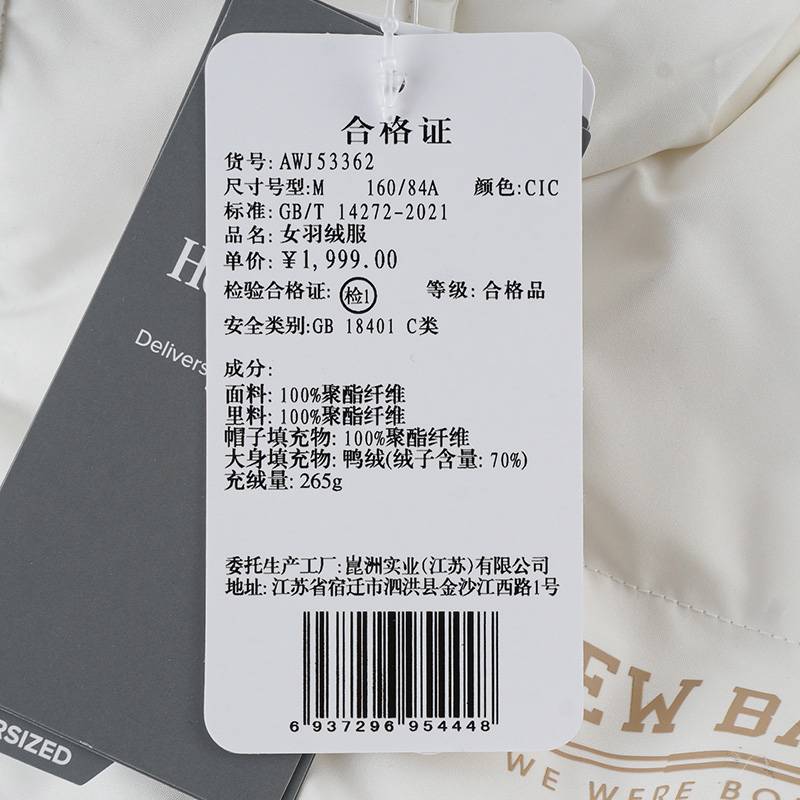 合格证
货号: AWJ53362
尺寸号型:M 160/84A 颜色:CIC
标准: GB/T 14272-2021
品名: 女羽绒服
单价: ¥1,999.00
检验合格证: 检1 等级: 合格品
安全类别:GB 18401 C类
成分:
面料: 100%聚酯纤维
里料: 100%聚酯纤维
帽子填充物: 100%聚酯纤维
大身填充物: 鸭绒(绒子含量: 70%)
充绒量: 265g
委托生产工厂: 崑洲实业(江苏)有限公司
地址: 江苏省宿迁市泗洪县金沙江西路1号
6 937296 954448
Delivers
EW BA
WE WERE BO
RSIZED